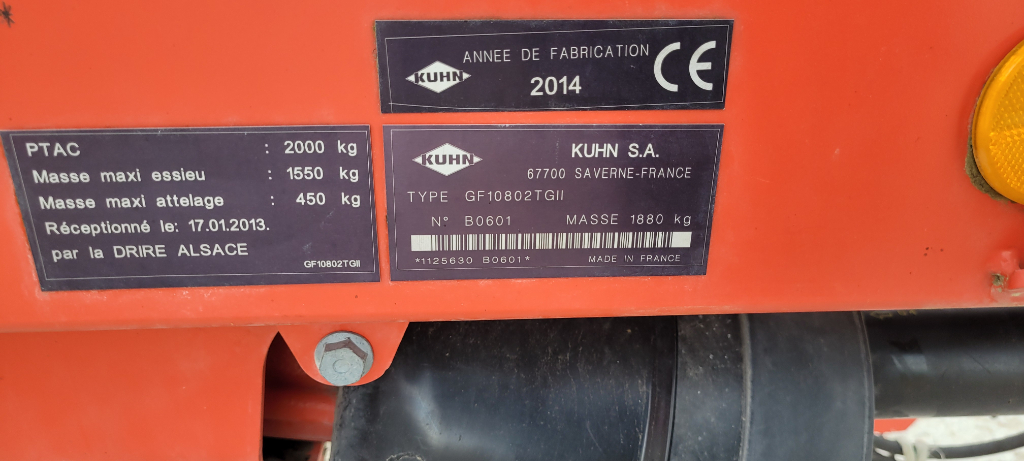 ANNEE DE FABRICATION
KUHN
2014
CE
PTAC : 2000 kg
Masse maxi essieu : 1550 kg
Masse maxi attelage : 450 kg
Réceptionné le: 17.01.2013.
par la DRIRE ALSACE
GF10802TGII
KUHN
KUHN S.A.
67700 SAVERNE-FRANCE
TYPE GF10802TGII
N° B0601 MASSE 1880 kg
*1125630 B0601* MADE IN FRANCE